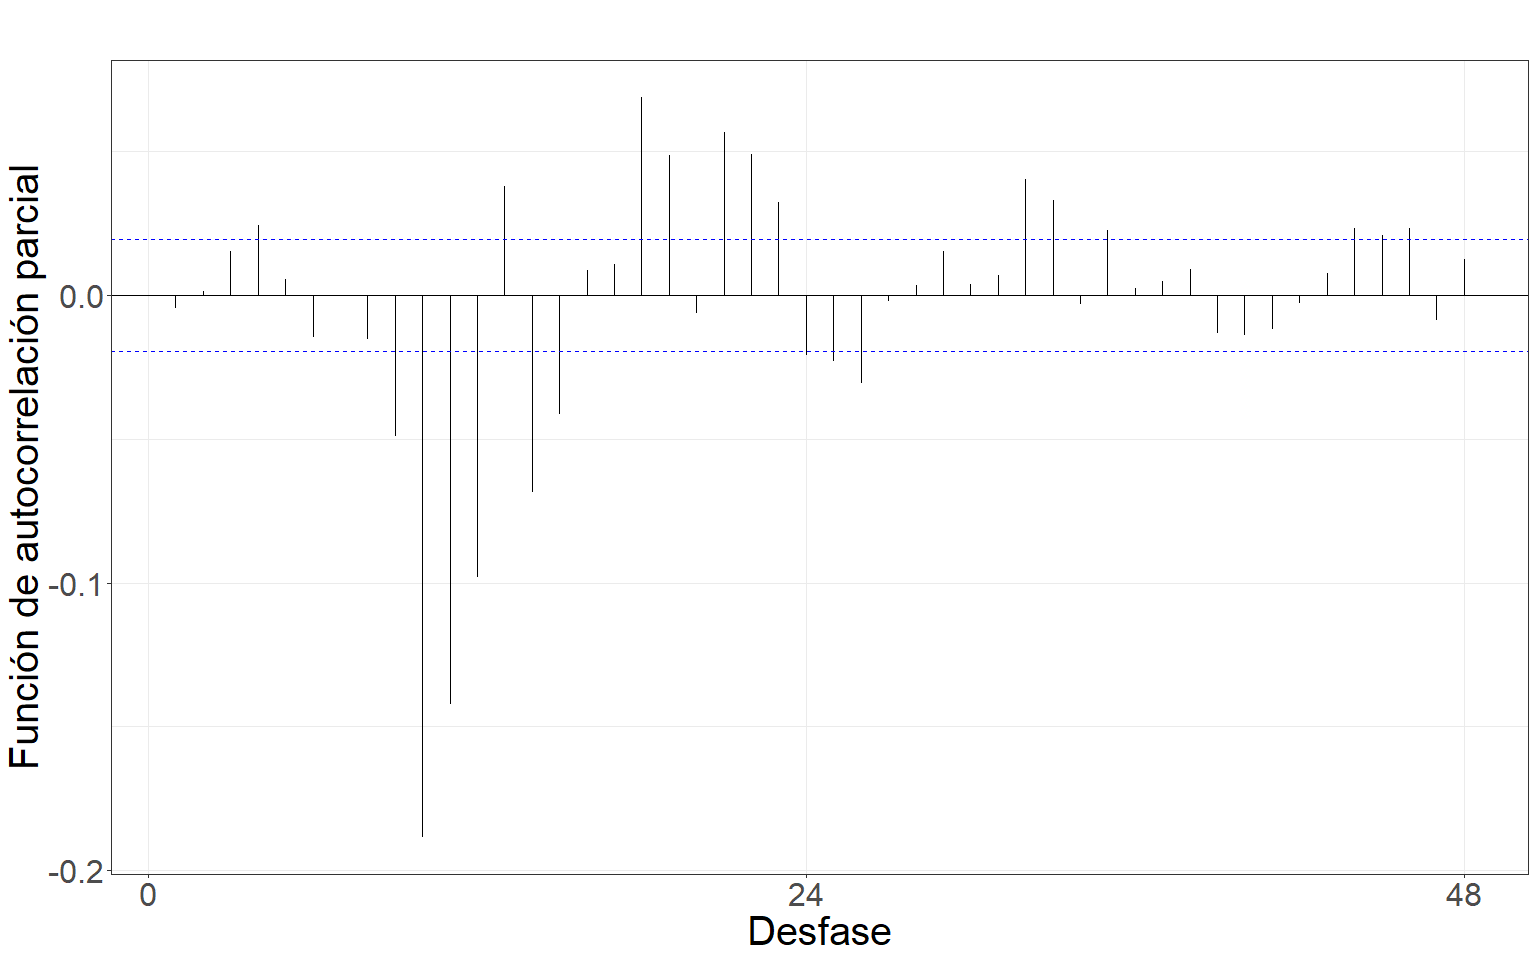 Función de autocorrelación parcial
0.0
-0.1
-0.2
0 24 48
Desfase